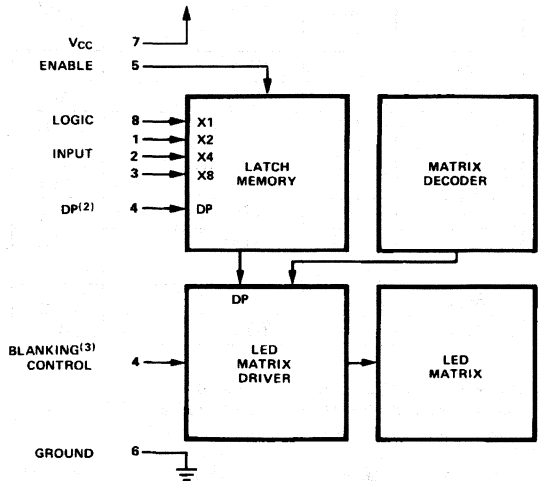 VCC 7
ENABLE 5
LOGIC 8 X1
1 X2
INPUT 2 X4
3 X8
DP(2) 4 DP
LATCH
MEMORY
MATRIX
DECODER
DP
BLANKING(3)
CONTROL 4
LED
MATRIX
DRIVER
LED
MATRIX
GROUND 6